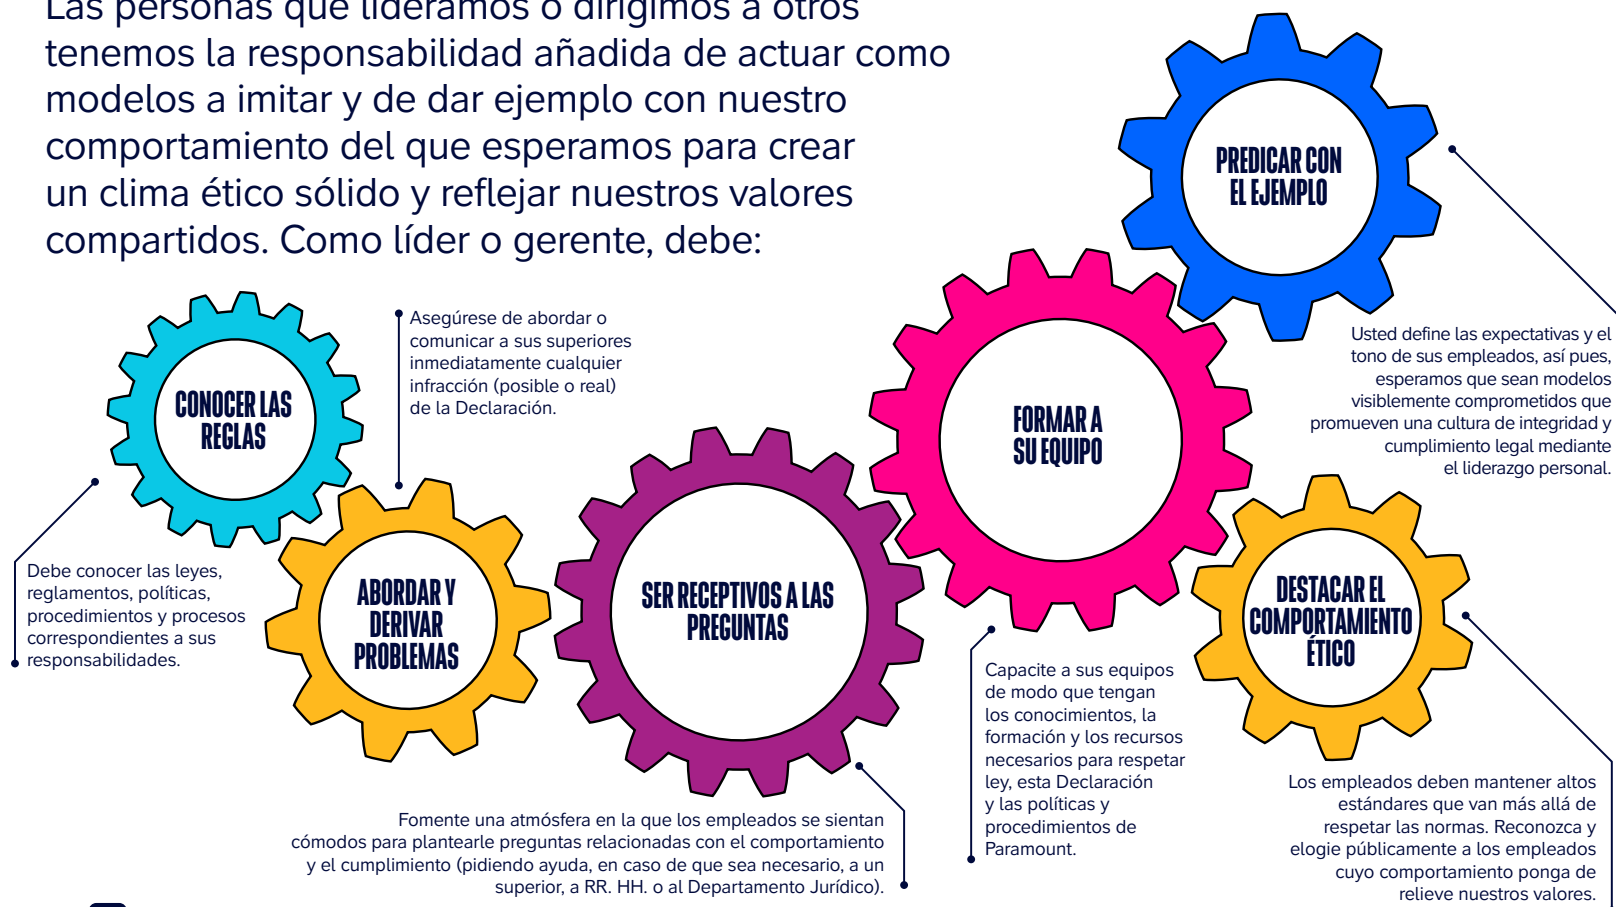 Las personas que lideramos o dirigimos a otros
tenemos la responsabilidad añadida de actuar como
modelos a imitar y de dar ejemplo con nuestro
comportamiento del que esperamos para crear
un clima ético sólido y reflejar nuestros valores
compartidos. Como líder o gerente, debe:
CONOCER LAS
REGLAS
Debe conocer las leyes,
reglamentos, políticas,
procedimientos y procesos
correspondientes a sus
responsabilidades.
ABORDAR Y
DERIVAR
PROBLEMAS
Asegúrese de abordar o
comunicar a sus superiores
inmediatamente cualquier
infracción (posible o real)
de la Declaración.
SER RECEPTIVOS A LAS
PREGUNTAS
Fomente una atmósfera en la que los empleados se sientan
cómodos para plantearle preguntas relacionadas con el comportamiento
y el cumplimiento (pidiendo ayuda, en caso de que sea necesario, a un
superior, a RR. HH. o al Departamento Jurídico).
FORMAR A
SU EQUIPO
Capacite a sus equipos
de modo que tengan
los conocimientos, la
formación y los recursos
necesarios para respetar
ley, esta Declaración
y las políticas y
procedimientos de
Paramount.
PREDICAR CON
EL EJEMPLO
Usted define las expectativas y el
tono de sus empleados, así pues,
esperamos que sean modelos
visiblemente comprometidos que
promueven una cultura de integridad y
cumplimiento legal mediante
el liderazgo personal.
DESTACAR EL
COMPORTAMIENTO
ÉTICO
Los empleados deben mantener altos
estándares que van más allá de
respetar las normas. Reconozca y
elogie públicamente a los empleados
cuyo comportamiento ponga de
relieve nuestros valores.